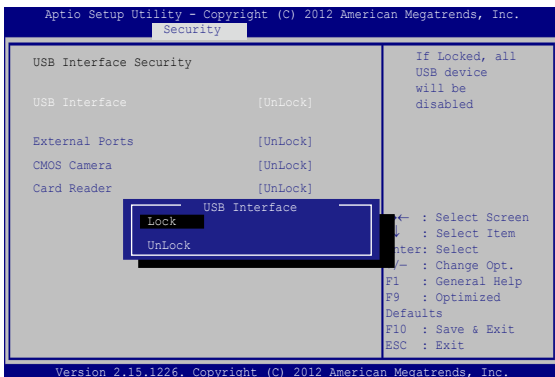 Aptio Setup Utility - Copyright (C) 2012 American Megatrends, Inc.
Security
USB Interface Security
USB Interface [UnLock]
External Ports [UnLock]
CMOS Camera [UnLock]
Card Reader [UnLock]
USB Interface
Lock
UnLock
If Locked, all
USB device
will be
disabled
→← : Select Screen
↓ : Select Item
nter: Select
/— : Change Opt.
F1 : General Help
F9 : Optimized
Defaults
F10 : Save & Exit
ESC : Exit
Version 2.15.1226. Copyright (C) 2012 American Megatrends, Inc.